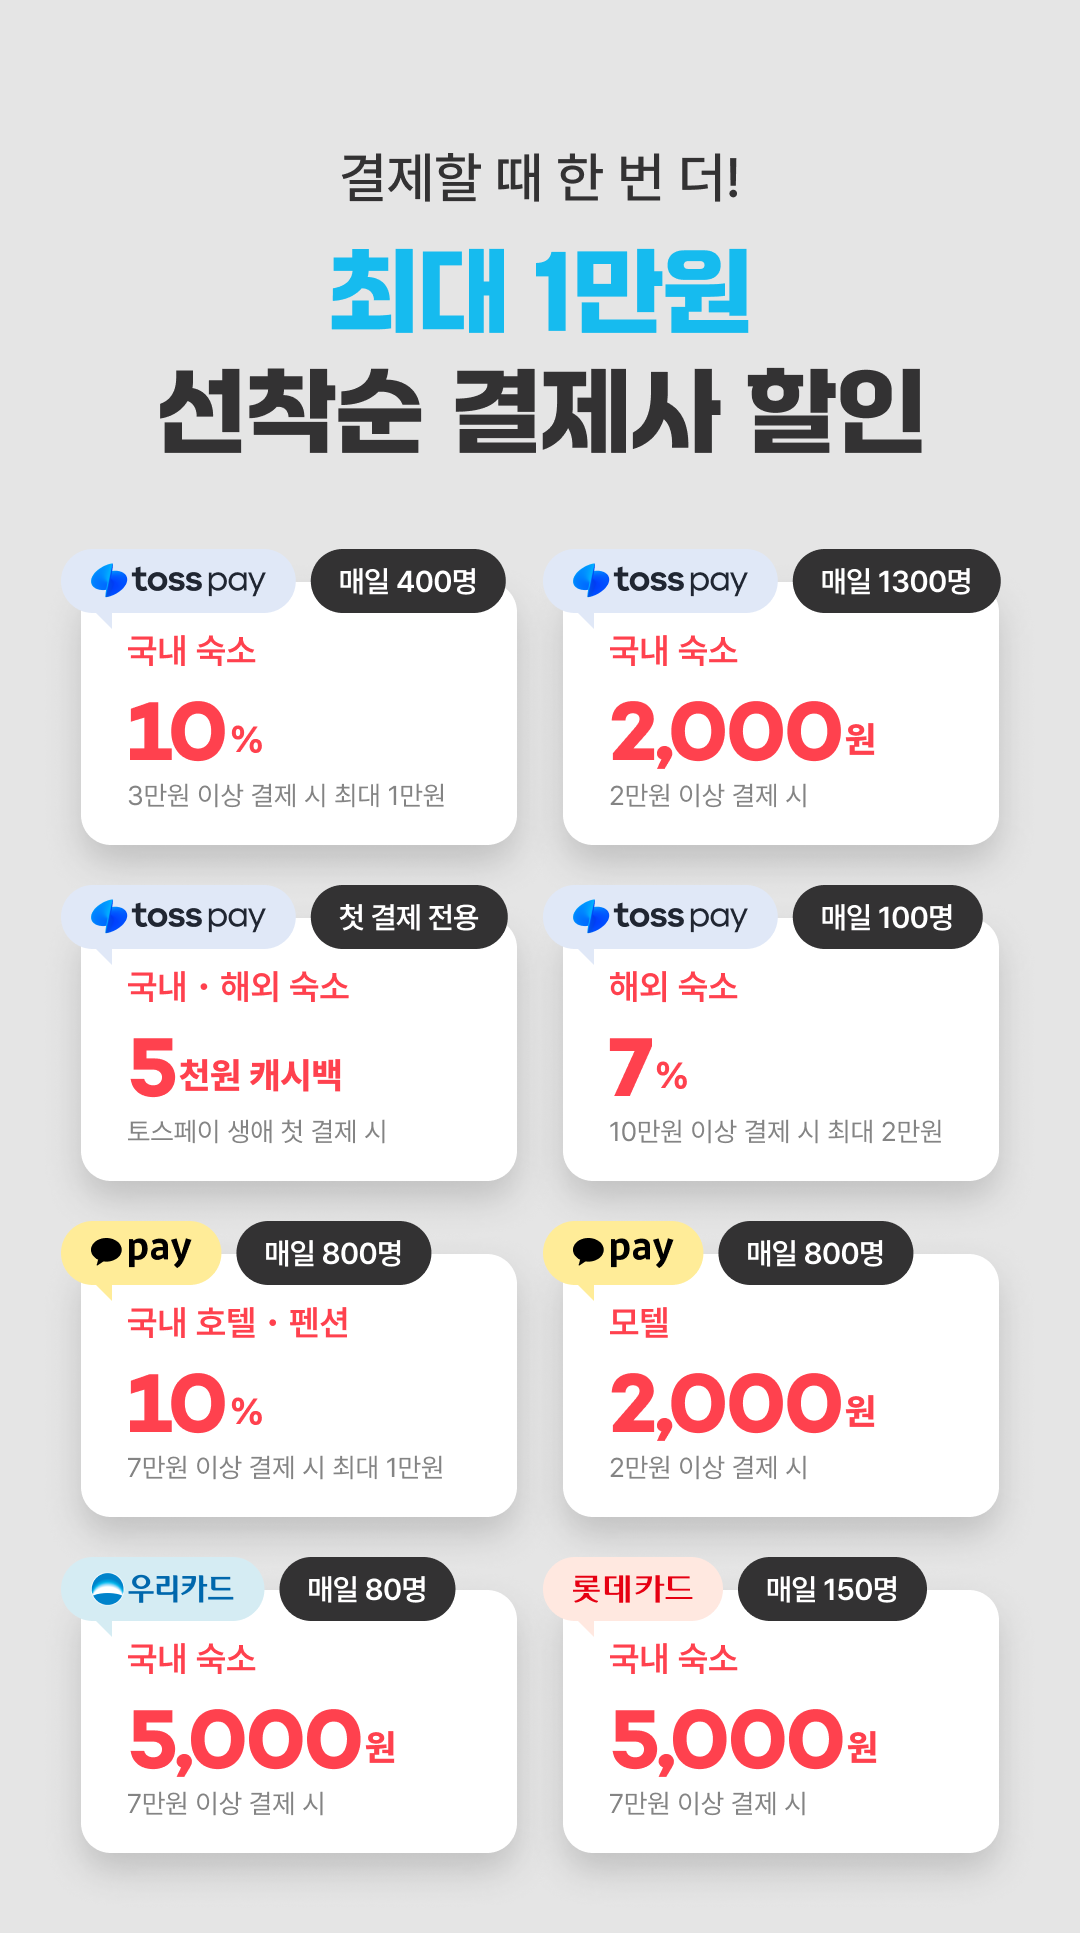 결제할 때 한 번 더!
최대 1만원
선착순 결제사 할인
toss pay 매일 400명
국내 숙소
10%
3만원 이상 결제 시 최대 1만원
toss pay 매일 1300명
국내 숙소
2,000원
2만원 이상 결제 시
toss pay 첫 결제 전용
국내 · 해외 숙소
5천원 캐시백
토스페이 생애 첫 결제 시
toss pay 매일 100명
해외 숙소
7%
10만원 이상 결제 시 최대 2만원
pay 매일 800명
국내 호텔 · 펜션
10%
7만원 이상 결제 시 최대 1만원
pay 매일 800명
모텔
2,000원
2만원 이상 결제 시
우리카드 매일 80명
국내 숙소
5,000원
7만원 이상 결제 시
롯데카드 매일 150명
국내 숙소
5,000원
7만원 이상 결제 시